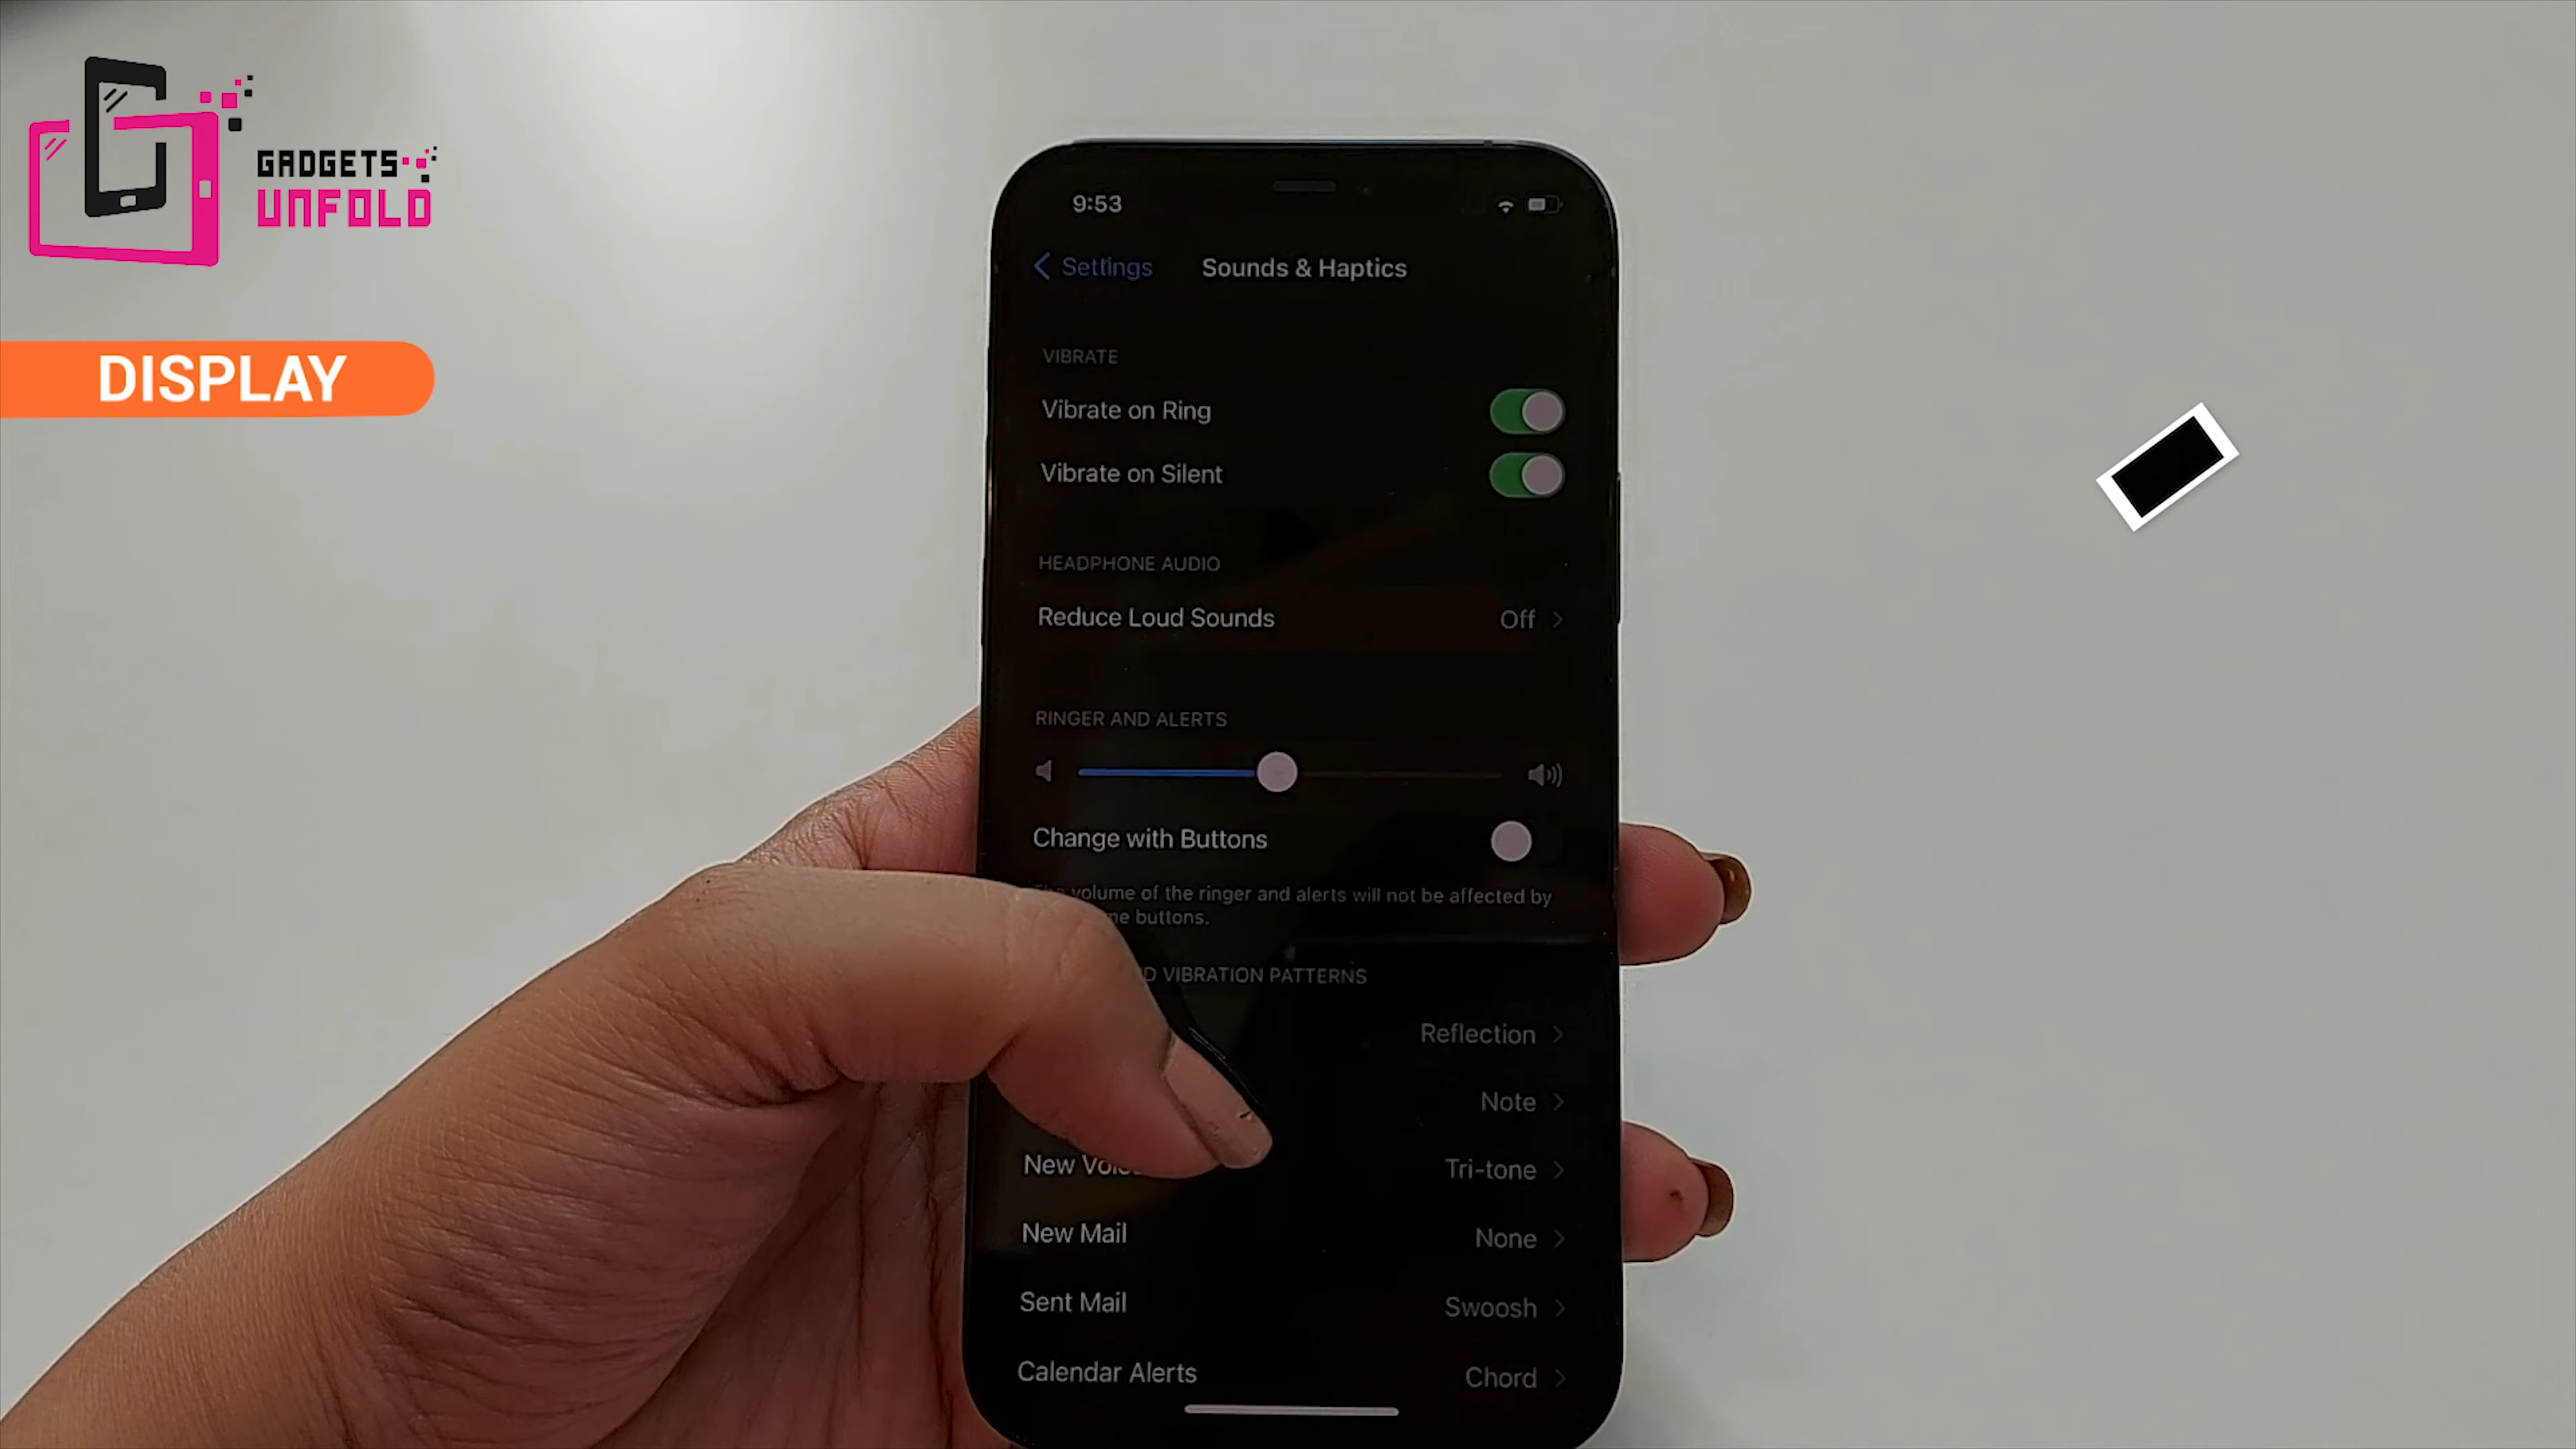 GADGETS
UNFOLD
DISPLAY
9:53
Settings Sounds & Haptics
VIBRATE
Vibrate on Ring
Vibrate on Silent
HEADPHONE AUDIO
Reduce Loud Sounds Off
RINGER AND ALERTS
Change with Buttons
volume of the ringer and alerts will not be affected by
buttons.
VIBRATION PATTERNS
Reflection
Note
New Tri-tone
New Mail None
Sent Mail Swoosh
Calendar Alerts Chord